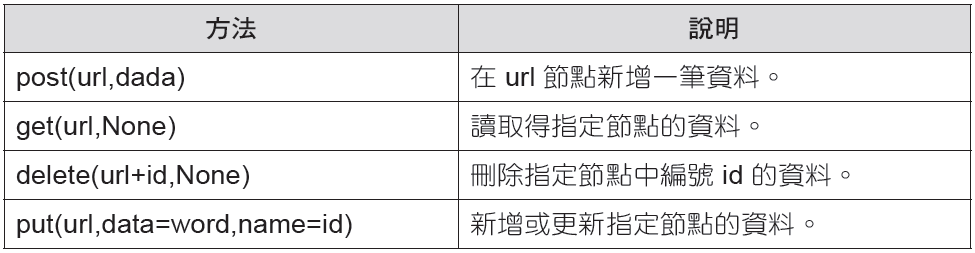 方法 說明
post(url,dada) 在 url 節點新增一筆資料。
get(url,None) 讀取得指定節點的資料。
delete(url+id,None) 刪除指定節點中編號 id 的資料。
put(url,data=word,name=id) 新增或更新指定節點的資料。